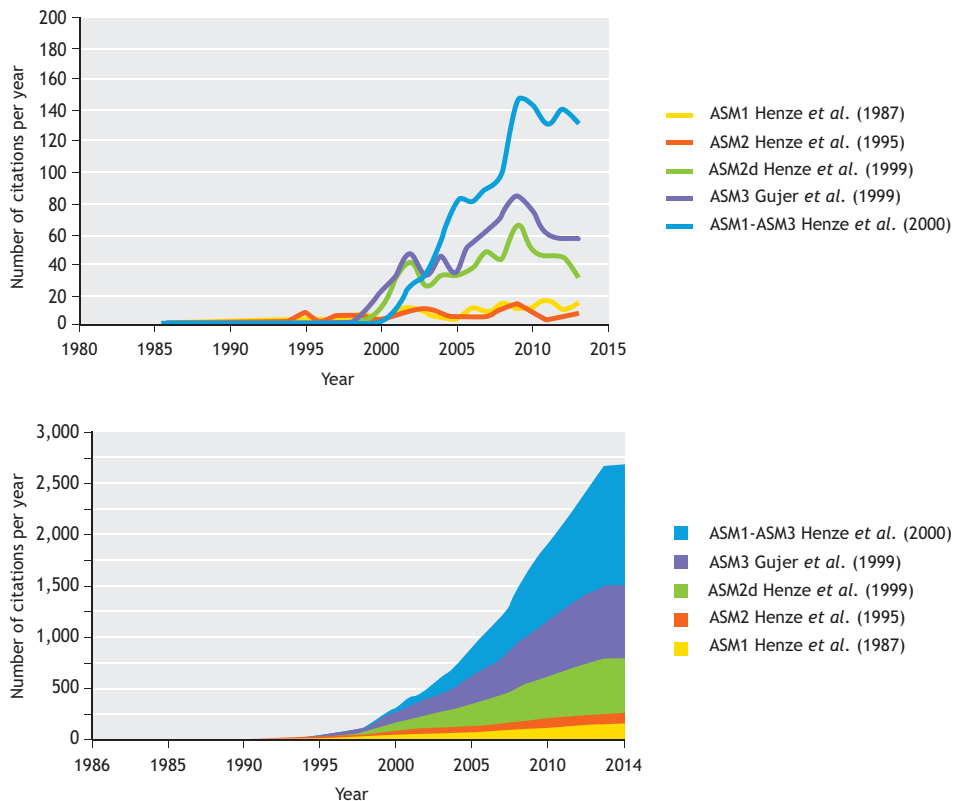 Number of citations per year
200
180
160
140
120
100
80
60
40
20
0
1980
1985
1990
1995
2000
2005
2010
2015
Year
ASM1 Henze et al. (1987)
ASM2 Henze et al. (1995)
ASM2d Henze et al. (1999)
ASM3 Gujer et al. (1999)
ASM1-ASM3 Henze et al. (2000)
Number of citations per year
3,000
2,500
2,000
1,500
1,000
500
0
1986
1985
1990
1995
2000
2005
2010
2014
Year
ASM1-ASM3 Henze et al. (2000)
ASM3 Gujer et al. (1999)
ASM2d Henze et al. (1999)
ASM2 Henze et al. (1995)
ASM1 Henze et al. (1987)